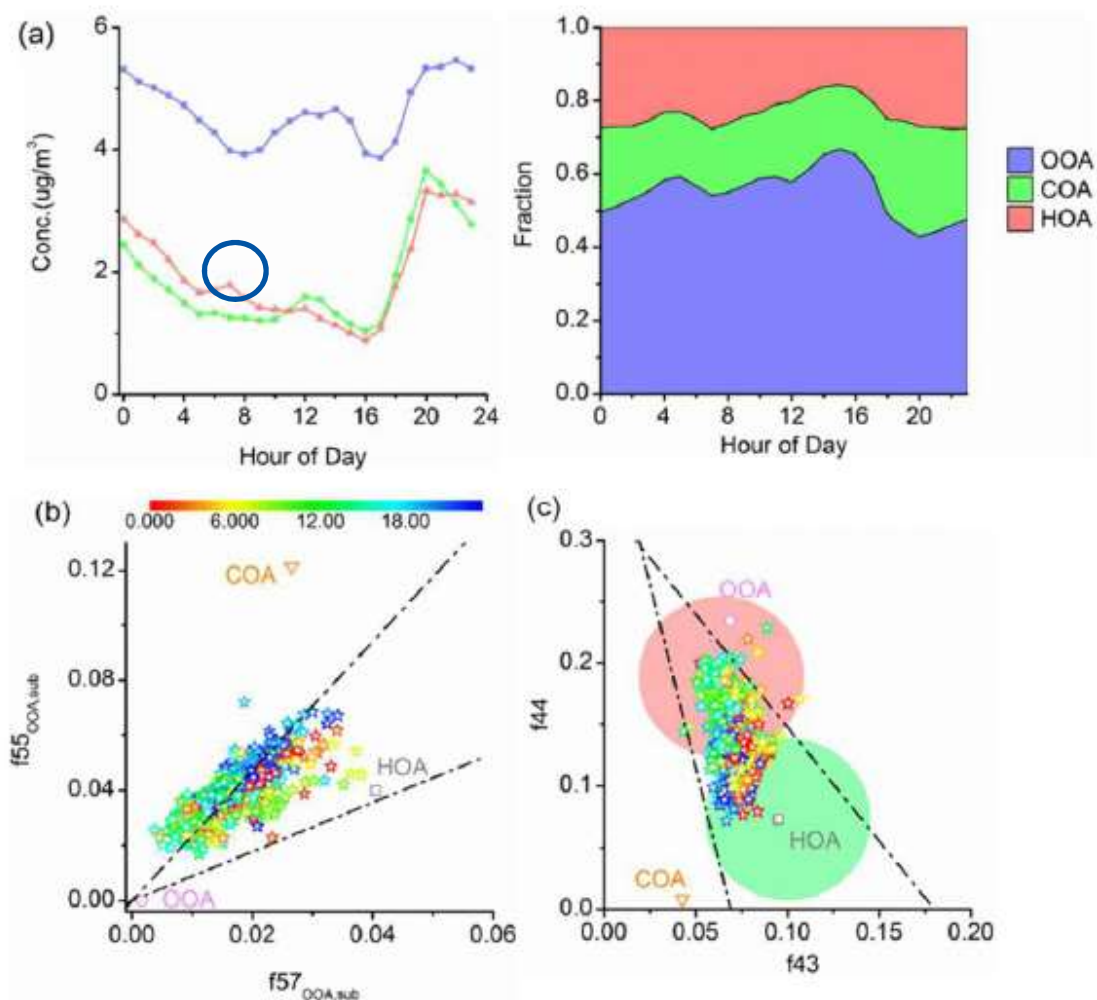 (a)
6
4
2
0
Conc.(ug/m³)
0 4 8 12 16 20 24
Hour of Day
1.0
0.8
0.6
0.4
0.2
0.0
Fraction
0 4 8 12 16 20
Hour of Day
OOA
COA
HOA
(b)
0.000 6.000 12.00 18.00
0.12
0.08
0.04
0.00
f55OOA,sub
COA
HOA
OOA
0.00 0.02 0.04 0.06
f57OOA,sub
(c)
0.3
0.2
0.1
0.0
f44
OOA
HOA
COA
0.00 0.05 0.10 0.15 0.20
f43